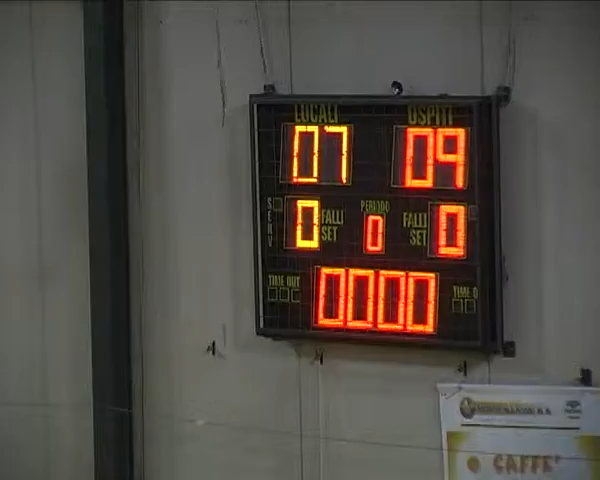 LOCALI OSPITI
07 09
SERV 0 FALLI SET PERIODO 0 FALLI SET 0
TIME OUT 0000 TIME O
CAFFE'